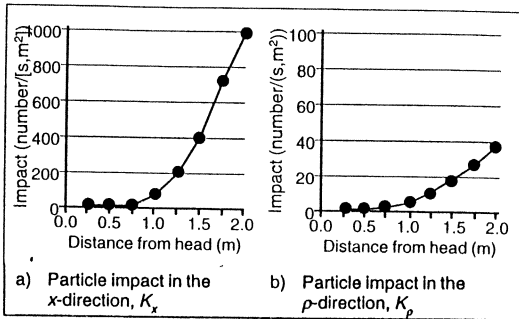 1000
800
600
400
200
0
Impact (number/[s,m²])
0.0 0.5 1.0 1.5 2.0
Distance from head (m)
a) Particle impact in the
x-direction, Kₓ
100
80
60
40
20
0
Impact (number/(s,m²))
0.0 0.5 1.0 1.5 2.0
Distance from head (m)
b) Particle impact in the
ρ-direction, Kᵨ